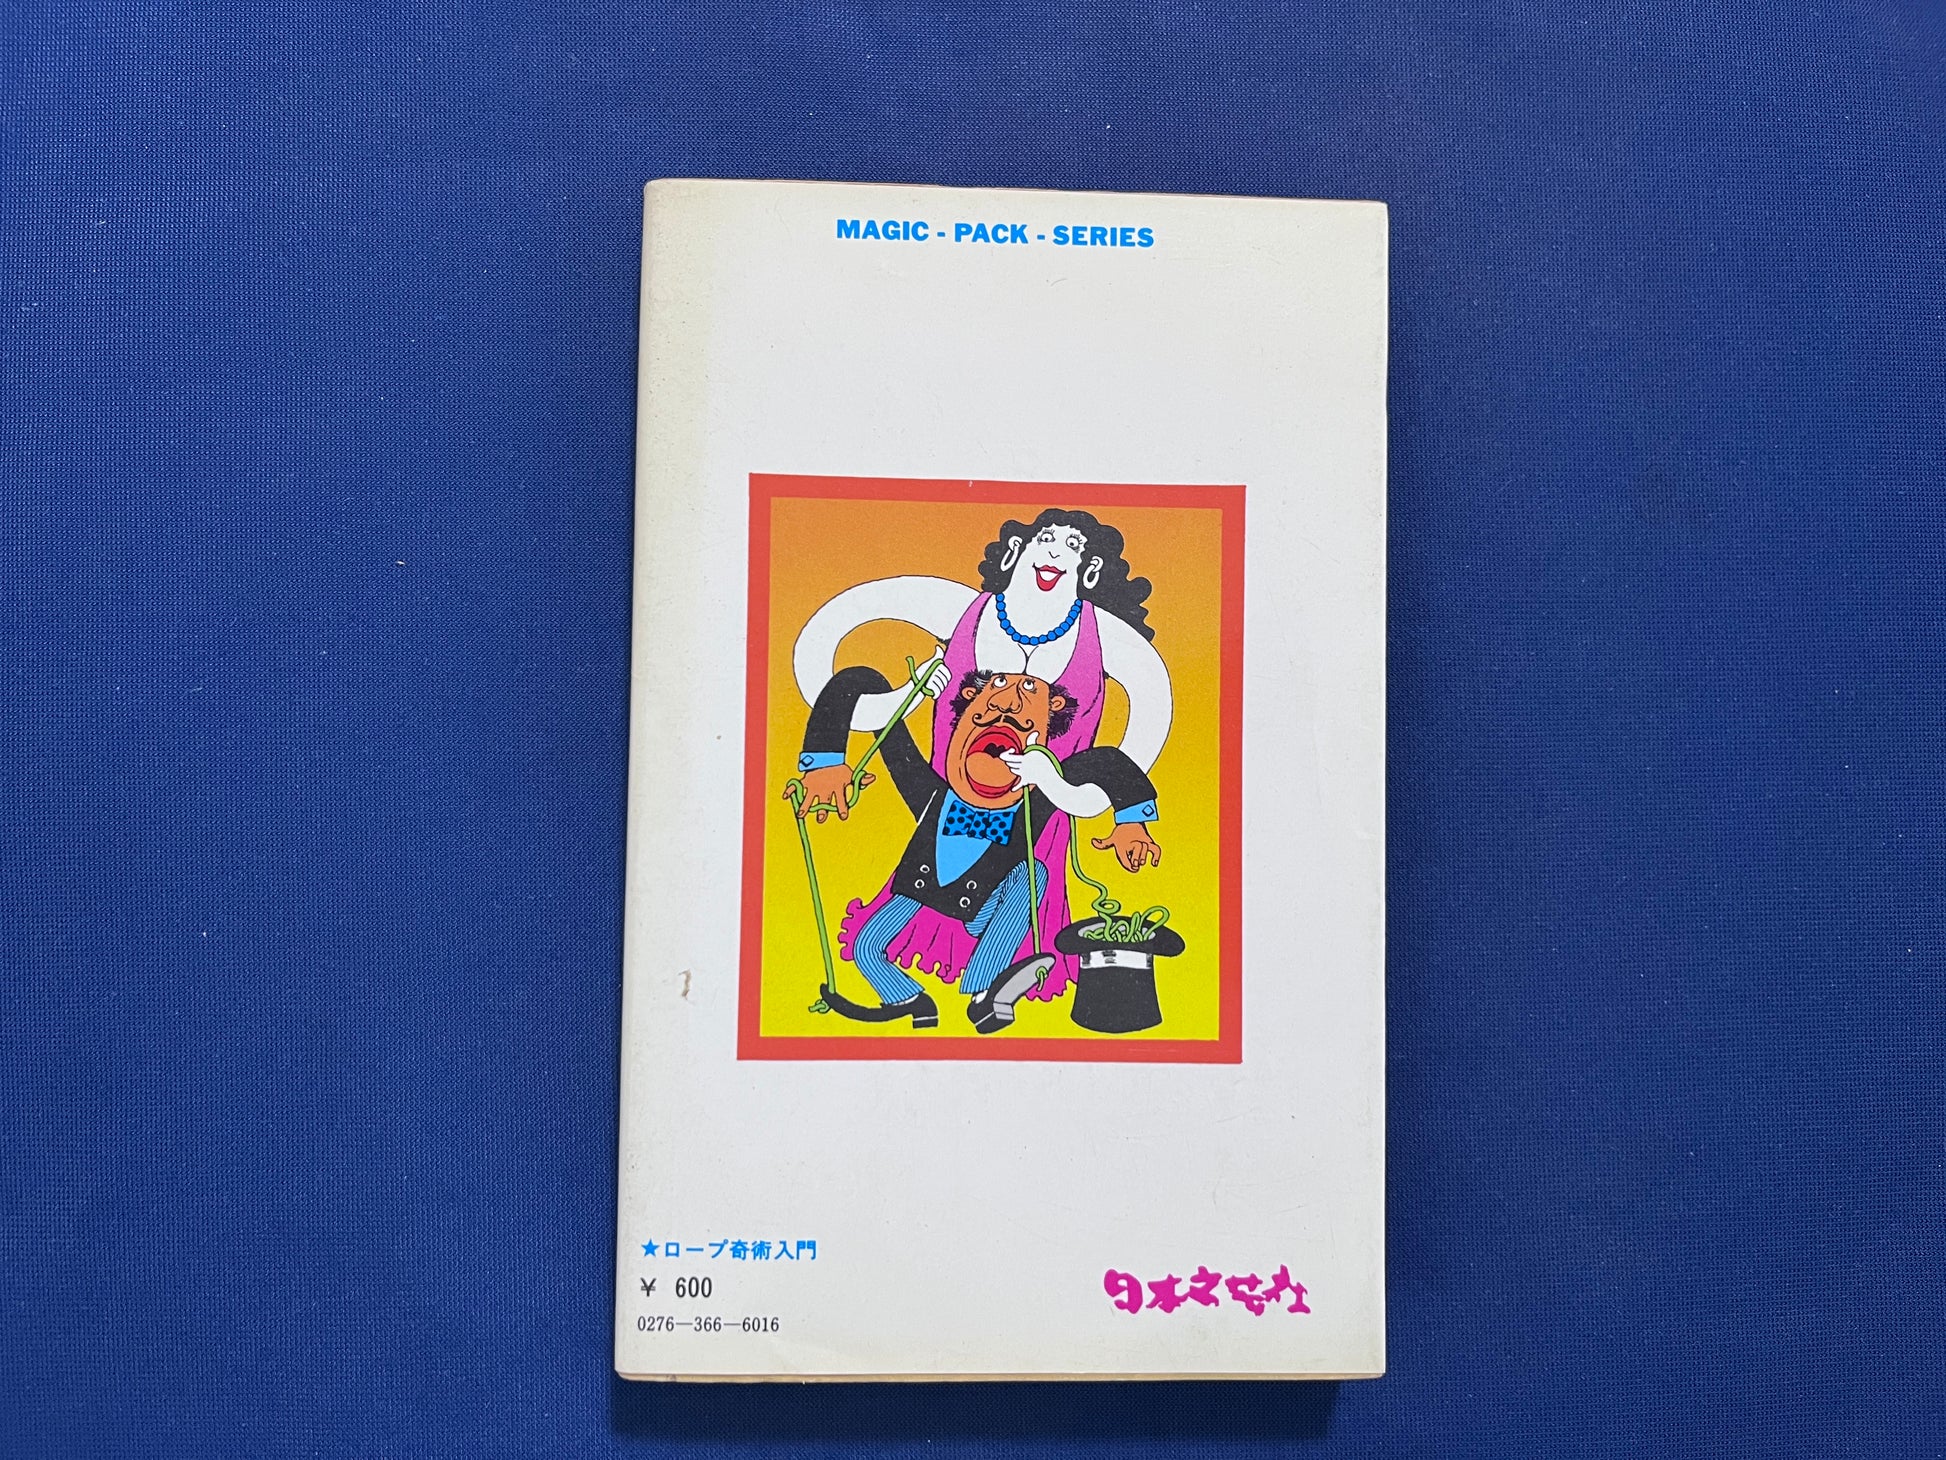 MAGIC - PACK - SERIES
★ロープ奇術入門
¥ 600
0276—366—6016
日本文芸社